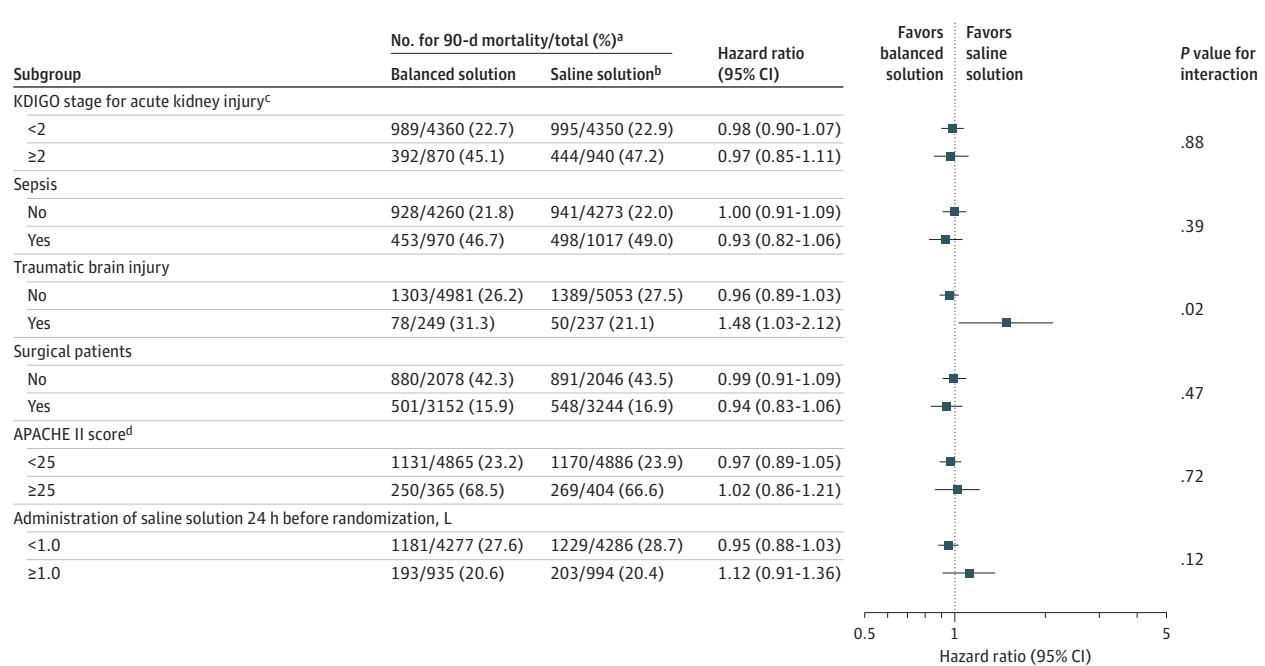 No. for 90-d mortality/total (%)a
Subgroup Balanced solution Saline solutionb Hazard ratio (95% CI) Favors balanced solution Favors saline solution P value for interaction
KDIGO stage for acute kidney injuryc
<2 989/4360 (22.7) 995/4350 (22.9) 0.98 (0.90-1.07)
.88
≥2 392/870 (45.1) 444/940 (47.2) 0.97 (0.85-1.11)
Sepsis
No 928/4260 (21.8) 941/4273 (22.0) 1.00 (0.91-1.09)
.39
Yes 453/970 (46.7) 498/1017 (49.0) 0.93 (0.82-1.06)
Traumatic brain injury
No 1303/4981 (26.2) 1389/5053 (27.5) 0.96 (0.89-1.03)
.02
Yes 78/249 (31.3) 50/237 (21.1) 1.48 (1.03-2.12)
Surgical patients
No 880/2078 (42.3) 891/2046 (43.5) 0.99 (0.91-1.09)
.47
Yes 501/3152 (15.9) 548/3244 (16.9) 0.94 (0.83-1.06)
APACHE II scored
<25 1131/4865 (23.2) 1170/4886 (23.9) 0.97 (0.89-1.05)
.72
≥25 250/365 (68.5) 269/404 (66.6) 1.02 (0.86-1.21)
Administration of saline solution 24 h before randomization, L
<1.0 1181/4277 (27.6) 1229/4286 (28.7) 0.95 (0.88-1.03)
.12
≥1.0 193/935 (20.6) 203/994 (20.4) 1.12 (0.91-1.36)
0.5 1 5
Hazard ratio (95% CI)